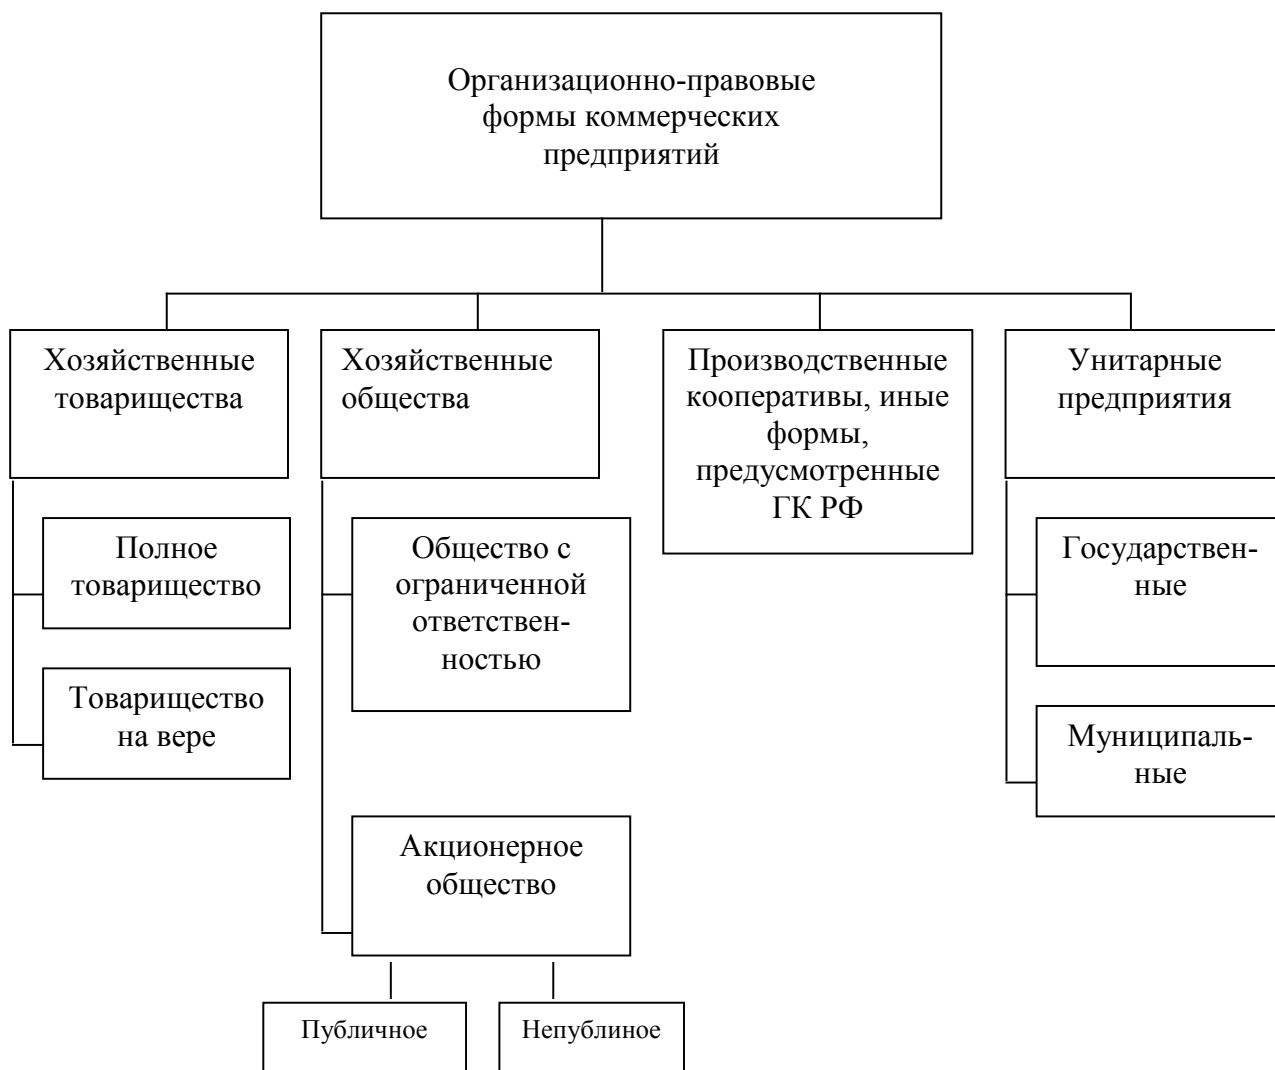 Организационно-правовые
формы коммерческих
предприятий
Хозяйственные
товарищества
Хозяйственные
общества
Производственные
кооперативы, иные
формы,
предусмотренные
ГК РФ
Унитарные
предприятия
Полное
товарищество
Товарищество
на вере
Общество с
ограниченной
ответствен-
ностью
Акционерное
общество
Публичное
Непублиное
Государствен-
ные
Муниципаль-
ные